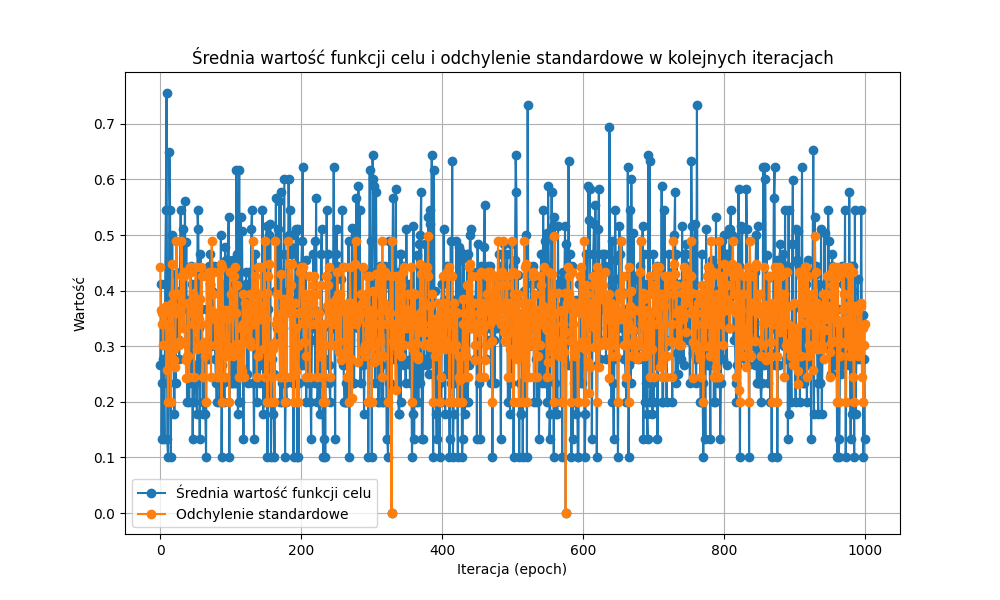 Średnia wartość funkcji celu i odchylenie standardowe w kolejnych iteracjach
Wartość
0.7
0.6
0.5
0.4
0.3
0.2
0.1
0.0
Średnia wartość funkcji celu
Odchylenie standardowe
0 200 400 600 800 1000
Iteracja (epoch)